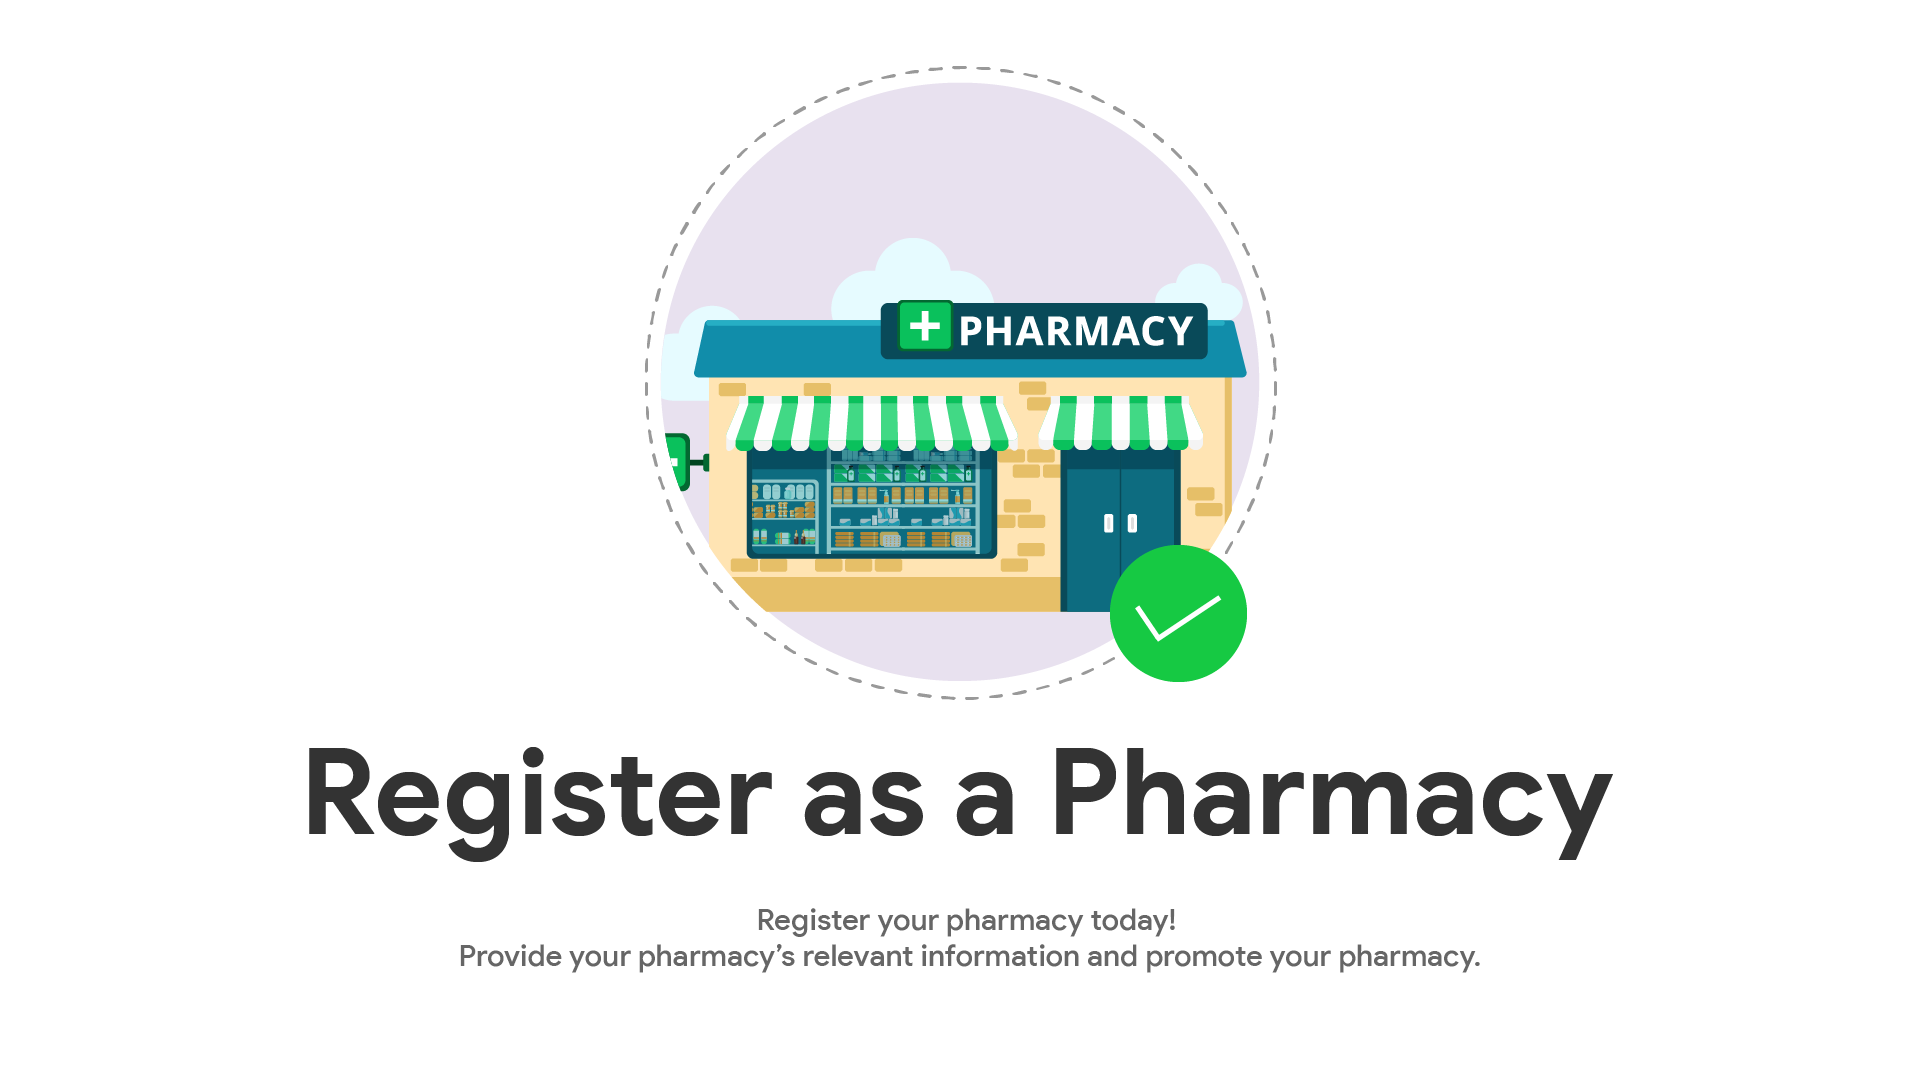 PHARMACY
Register as a Pharmacy
Register your pharmacy today!
Provide your pharmacy’s relevant information and promote your pharmacy.